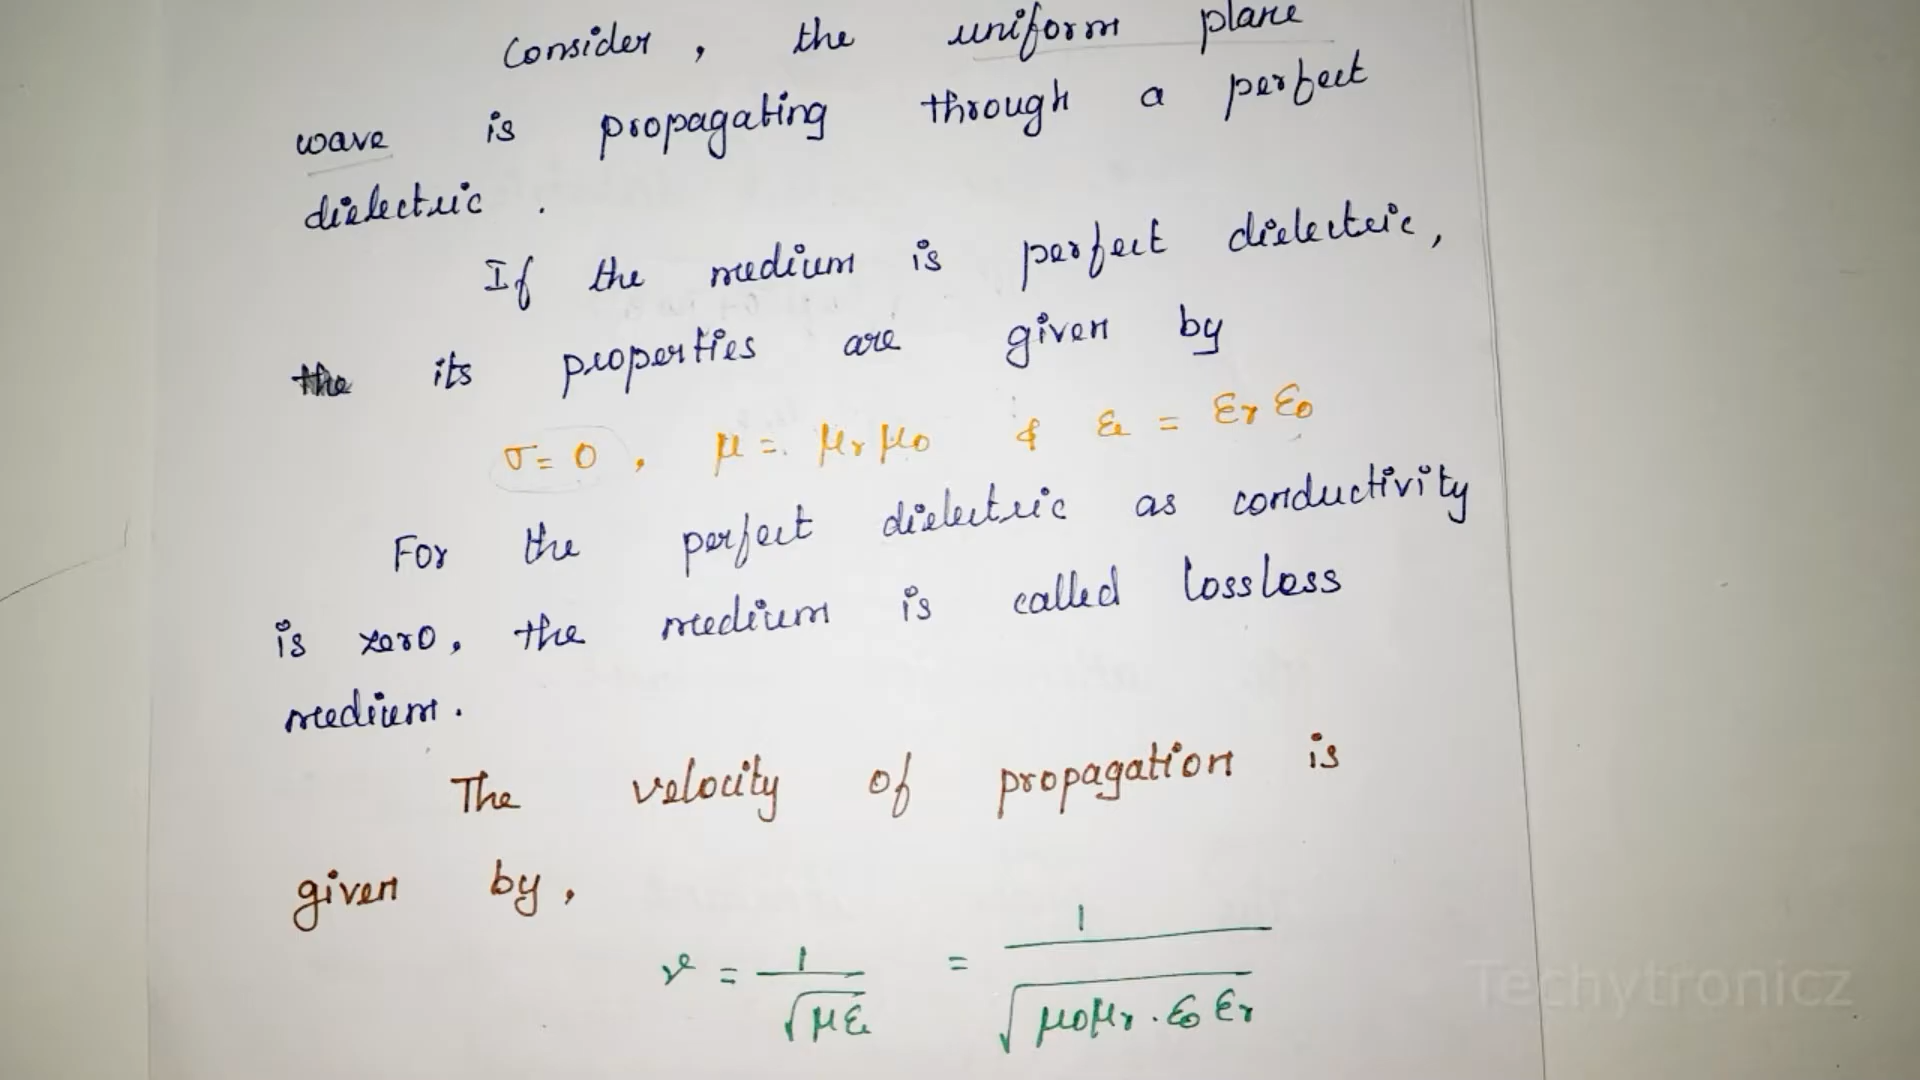 Consider, the uniform plane
wave is propagating through a perfect
dielectric.
If the medium is perfect dielectric,
the its properties are given by
σ = 0, μ = μr μ0 & ε = εr ε0
For the perfect dielectric as conductivity
is zero, the medium is called lossless
medium.
The velocity of propagation is
given by,
v = 1/√με = 1/√μ0μr . ε0 εr
Techytronicz